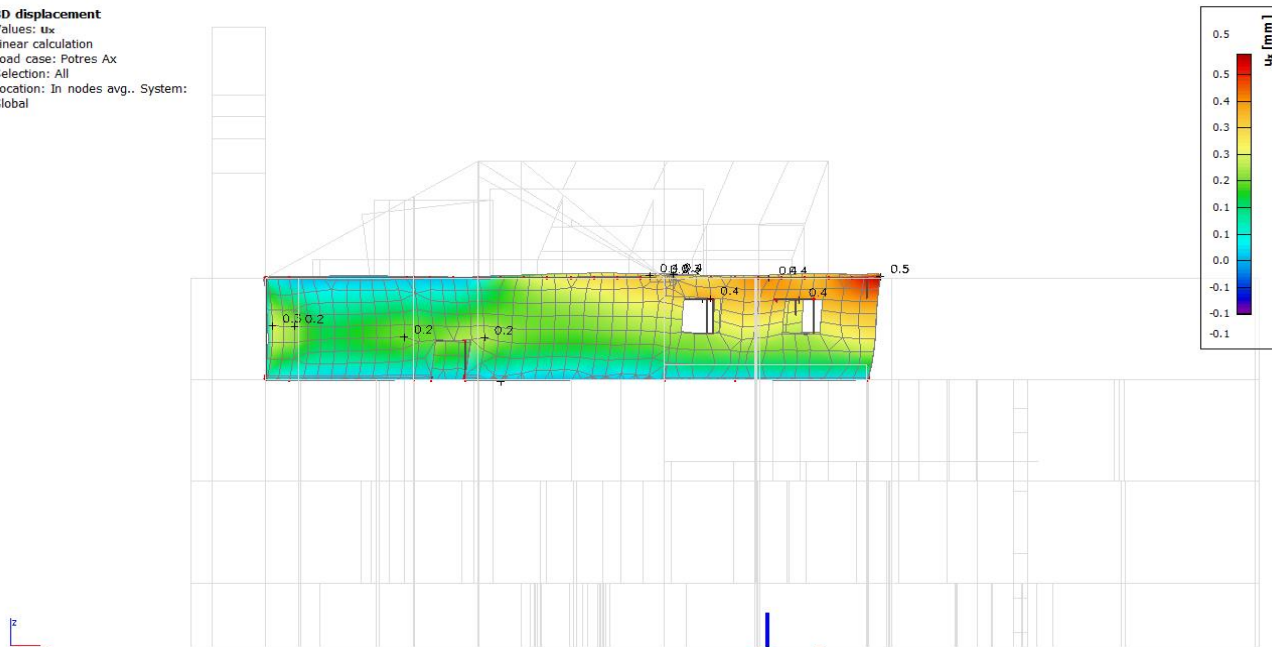 3D displacement
Values: ux
Linear calculation
Load case: Potres Ax
Selection: All
Location: In nodes avg.. System:
Global
ux [mm]
0.5
0.5
0.4
0.3
0.3
0.2
0.1
0.1
0.0
-0.1
-0.1
-0.1
0.5
0.4
0.4
0.3
0.2
0.2
0.2
z